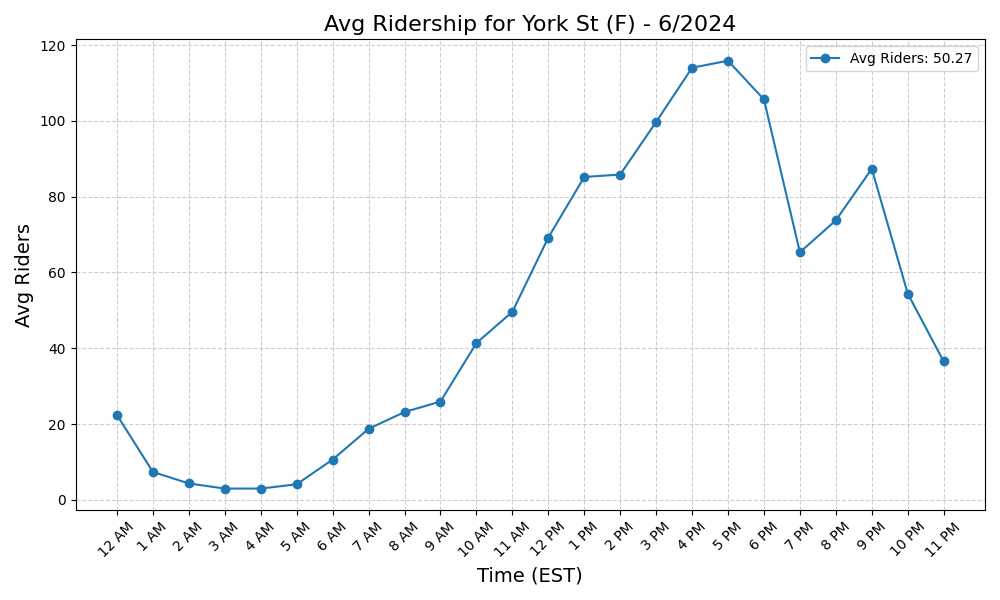 Avg Ridership for York St (F) - 6/2024
Avg Riders: 50.27
Avg Riders
120
100
80
60
40
20
0
12 AM
1 AM
2 AM
3 AM
4 AM
5 AM
6 AM
7 AM
8 AM
9 AM
10 AM
11 AM
12 PM
1 PM
2 PM
3 PM
4 PM
5 PM
6 PM
7 PM
8 PM
9 PM
10 PM
11 PM
Time (EST)